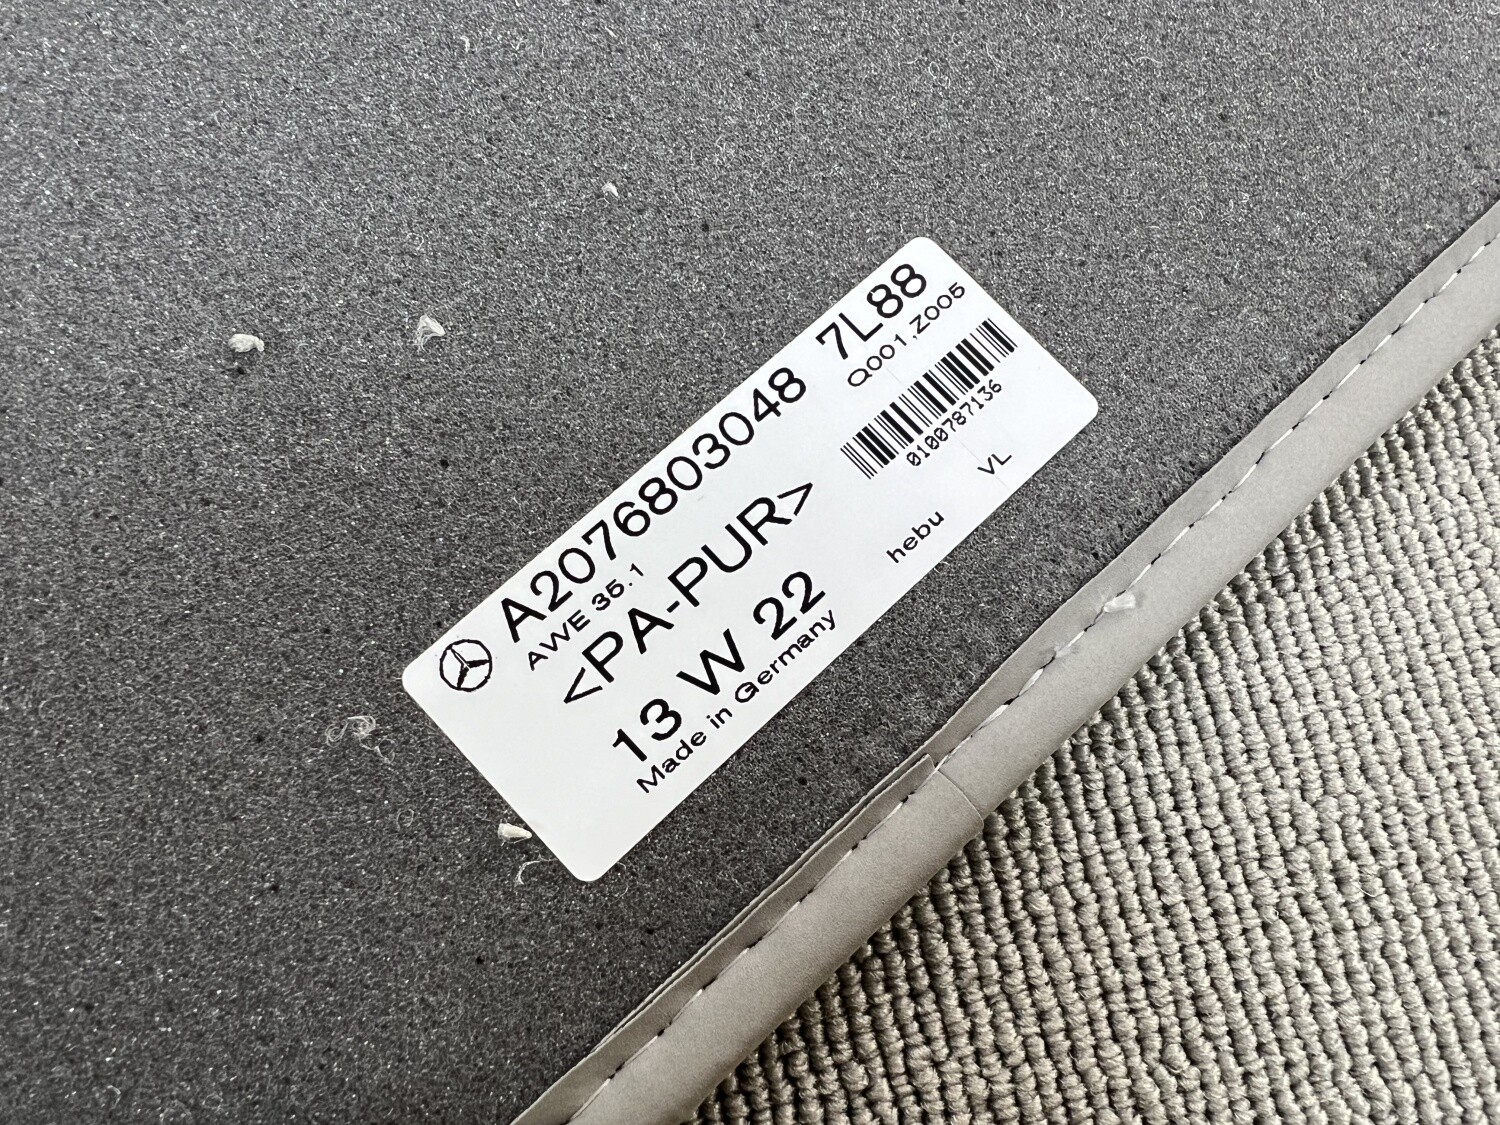 A2076803048 7L88
AWE 35.1
Q001,Z005
<PA-PUR>
0100787136
13 W 22
hebu
VL
Made in Germany